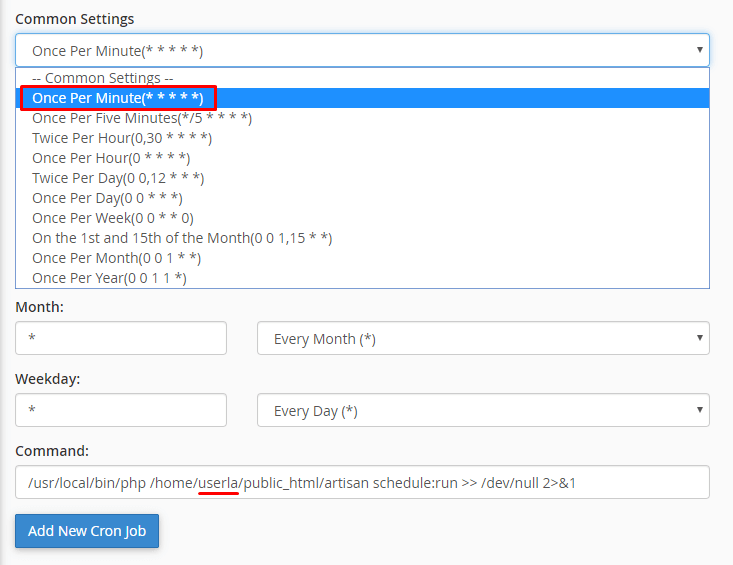 Common Settings
Once Per Minute(* * * * *)
-- Common Settings --
Once Per Minute(* * * * *)
Once Per Five Minutes(*/5 * * * *)
Twice Per Hour(0,30 * * * *)
Once Per Hour(0 * * * *)
Twice Per Day(0 0,12 * * *)
Once Per Day(0 0 * * *)
Once Per Week(0 0 * * 0)
On the 1st and 15th of the Month(0 0 1,15 * *)
Once Per Month(0 0 1 * *)
Once Per Year(0 0 1 1 *)
Month:
* Every Month (*)
Weekday:
* Every Day (*)
Command:
/usr/local/bin/php /home/userla/public_html/artisan schedule:run >> /dev/null 2>&1
Add New Cron Job